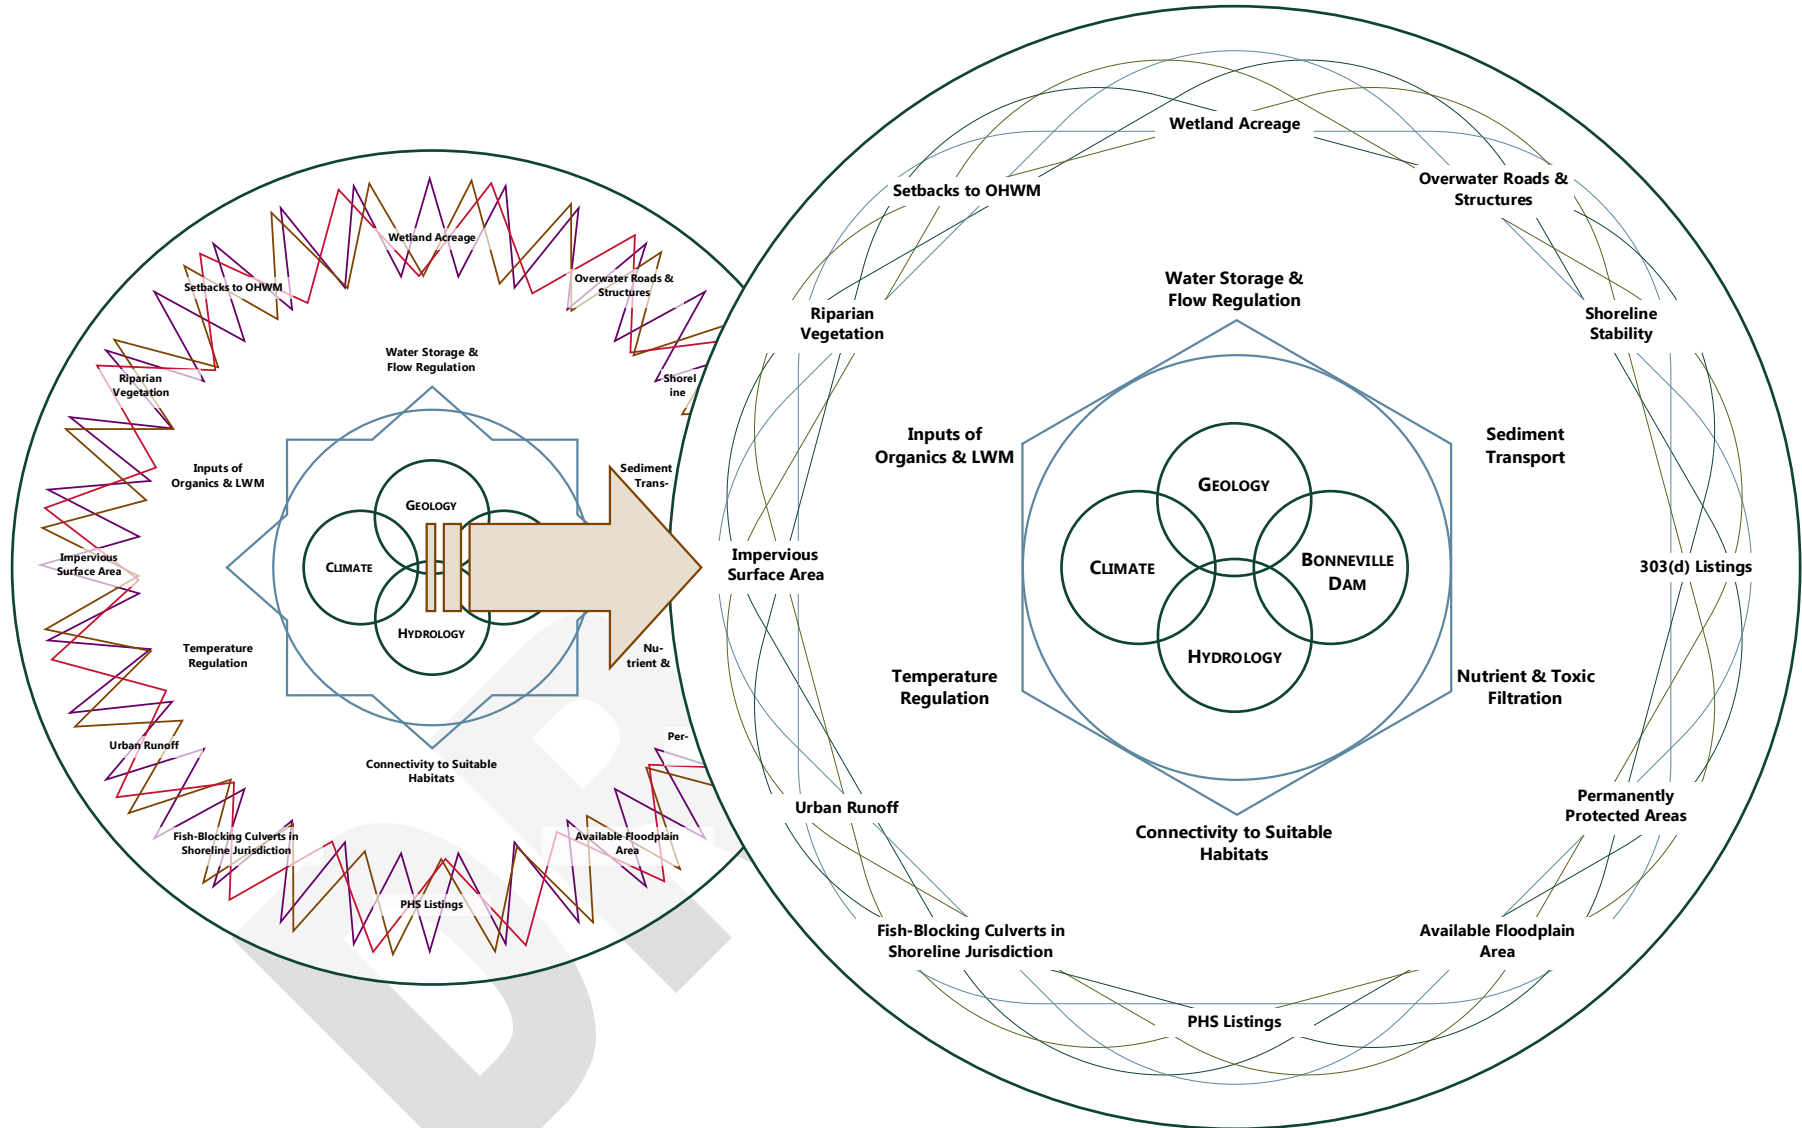 Wetland Acreage
Overwater Roads &
Structures
Setbacks to OHWM
Riparian
Vegetation
Shorel
ine
Water Storage &
Flow Regulation
Inputs of
Organics & LWM
Sediment
Trans-
GEOLOGY
CLIMATE
HYDROLOGY
Impervious
Surface Area
Temperature
Regulation
Nu-
trient &
Urban Runoff
Per-
Connectivity to Suitable
Habitats
Fish-Blocking Culverts in
Shoreline Jurisdiction
Available Floodplain
Area
PHS Listings
Wetland Acreage
Setbacks to OHWM
Overwater Roads &
Structures
Riparian
Vegetation
Shoreline
Stability
Water Storage &
Flow Regulation
Inputs of
Organics & LWM
Sediment
Transport
GEOLOGY
CLIMATE
BONNEVILLE
DAM
HYDROLOGY
Impervious
Surface Area
303(d) Listings
Temperature
Regulation
Nutrient & Toxic
Filtration
Urban Runoff
Permanently
Protected Areas
Connectivity to Suitable
Habitats
Fish-Blocking Culverts in
Shoreline Jurisdiction
Available Floodplain
Area
PHS Listings